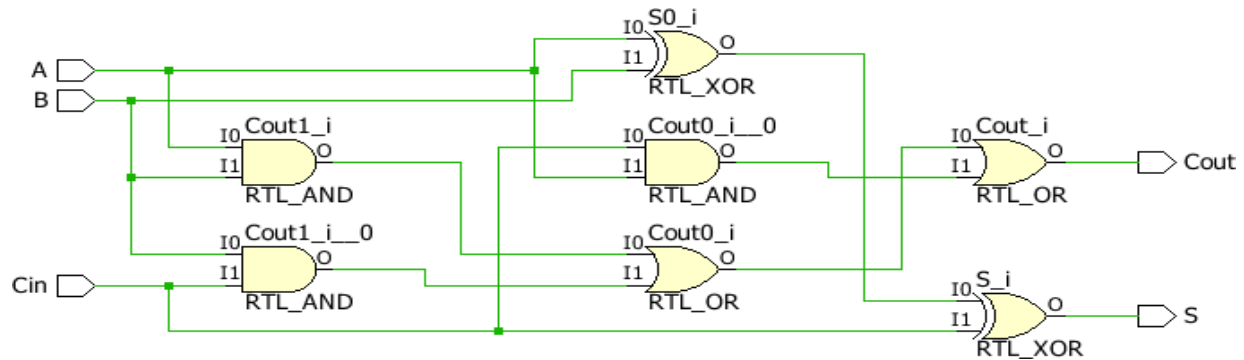 S0_i
I0
O
I1
RTL_XOR
A
B
Cout1_i
I0
O
I1
RTL_AND
Cout0_i__0
I0
O
I1
RTL_AND
Cout_i
I0
O
I1
RTL_OR
Cout
Cout1_i__0
I0
O
I1
RTL_AND
Cin
Cout0_i
I0
O
I1
RTL_OR
S_i
I0
O
I1
RTL_XOR
S